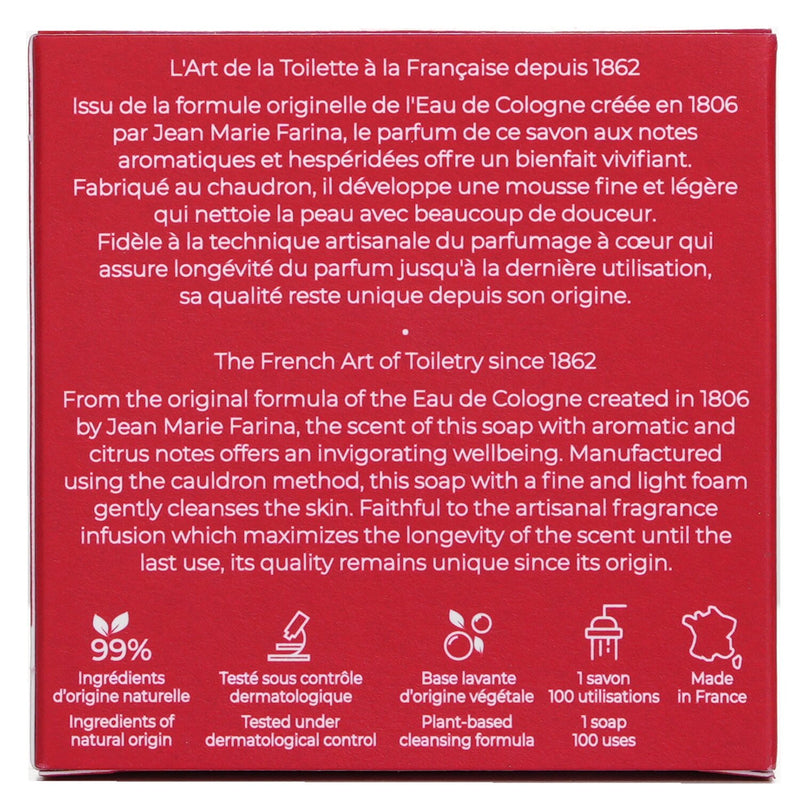 L'Art de la Toilette à la Française depuis 1862
Issu de la formule originelle de l'Eau de Cologne créée en 1806
par Jean Marie Farina, le parfum de ce savon aux notes
aromatiques et hespéridées offre un bienfait vivifiant.
Fabriqué au chaudron, il développe une mousse fine et légère
qui nettoie la peau avec beaucoup de douceur.
Fidèle à la technique artisanale du parfumage à cœur qui
assure longévité du parfum jusqu'à la dernière utilisation,
sa qualité reste unique depuis son origine.
•
The French Art of Toiletry since 1862
From the original formula of the Eau de Cologne created in 1806
by Jean Marie Farina, the scent of this soap with aromatic and
citrus notes offers an invigorating wellbeing. Manufactured
using the cauldron method, this soap with a fine and light foam
gently cleanses the skin. Faithful to the artisanal fragrance
infusion which maximizes the longevity of the scent until the
last use, its quality remains unique since its origin.
99%
Ingrédients
d'origine naturelle
Ingredients of
natural origin
Testé sous contrôle
dermatologique
Tested under
dermatological control
Base lavante
d'origine végétale
Plant-based
cleansing formula
1 savon
100 utilisations
1 soap
100 uses
Made
in France